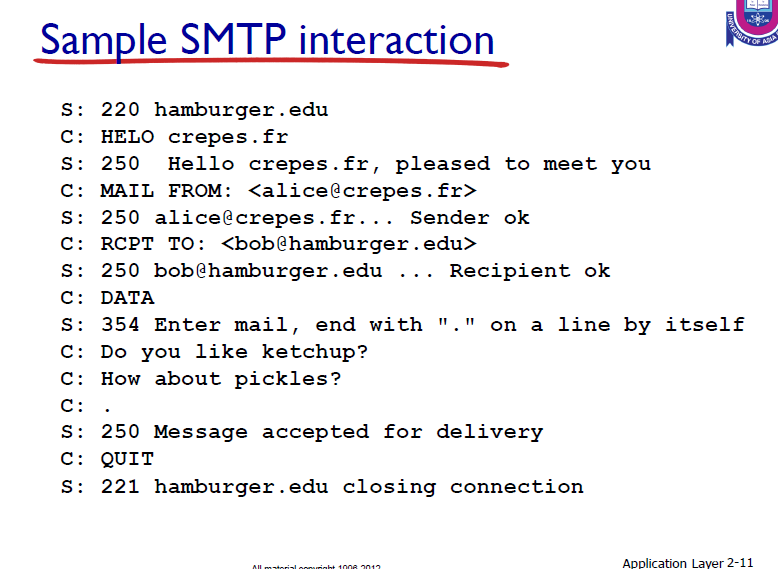 Sample SMTP interaction
UNIVERSITY OF ASIA
S: 220 hamburger.edu
C: HELO crepes.fr
S: 250  Hello crepes.fr, pleased to meet you
C: MAIL FROM: <alice@crepes.fr>
S: 250 alice@crepes.fr... Sender ok
C: RCPT TO: <bob@hamburger.edu>
S: 250 bob@hamburger.edu ... Recipient ok
C: DATA
S: 354 Enter mail, end with "." on a line by itself
C: Do you like ketchup?
C: How about pickles?
C: .
S: 250 Message accepted for delivery
C: QUIT
S: 221 hamburger.edu closing connection
All material copyright 1996-2012
Application Layer 2-11